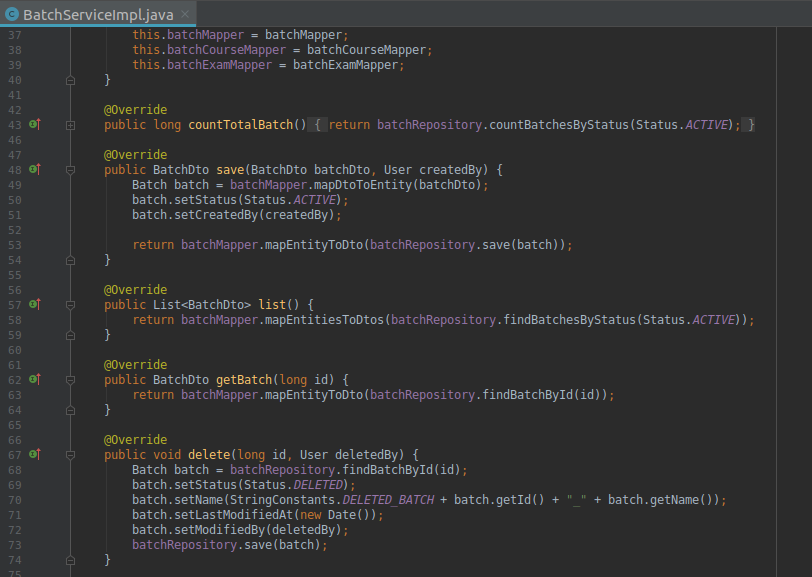 BatchServiceImpl.java
37 this.batchMapper = batchMapper;
38 this.batchCourseMapper = batchCourseMapper;
39 this.batchExamMapper = batchExamMapper;
40 }
41
42 @Override
43 public long countTotalBatch() { return batchRepository.countBatchesByStatus(Status.ACTIVE); }
46
47 @Override
48 public BatchDto save(BatchDto batchDto, User createdBy) {
49 Batch batch = batchMapper.mapDtoToEntity(batchDto);
50 batch.setStatus(Status.ACTIVE);
51 batch.setCreatedBy(createdBy);
52
53 return batchMapper.mapEntityToDto(batchRepository.save(batch));
54 }
55
56 @Override
57 public List<BatchDto> list() {
58 return batchMapper.mapEntitiesToDtos(batchRepository.findBatchesByStatus(Status.ACTIVE));
59 }
60
61 @Override
62 public BatchDto getBatch(long id) {
63 return batchMapper.mapEntityToDto(batchRepository.findBatchById(id));
64 }
65
66 @Override
67 public void delete(long id, User deletedBy) {
68 Batch batch = batchRepository.findBatchById(id);
69 batch.setStatus(Status.DELETED);
70 batch.setName(StringConstants.DELETED_BATCH + batch.getId() + "_" + batch.getName());
71 batch.setLastModifiedAt(new Date());
72 batch.setModifiedBy(deletedBy);
73 batchRepository.save(batch);
74 }
75